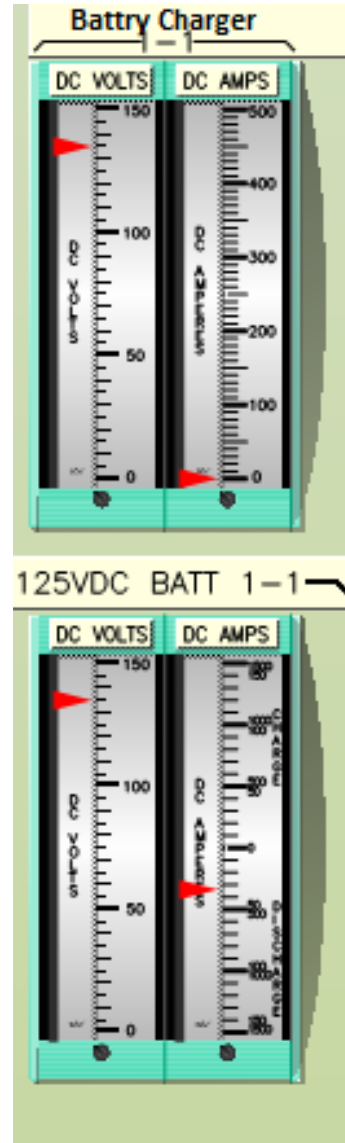 Battry Charger
1-1
DC VOLTS DC AMPS
150 500
400
100
300
DC VOLTS DC AMPERES
200
50
100
0 0
125VDC BATT 1-1
DC VOLTS DC AMPS
150
CHARGE
100
DC VOLTS DC AMPERES
0
50
DISCHARGE
0